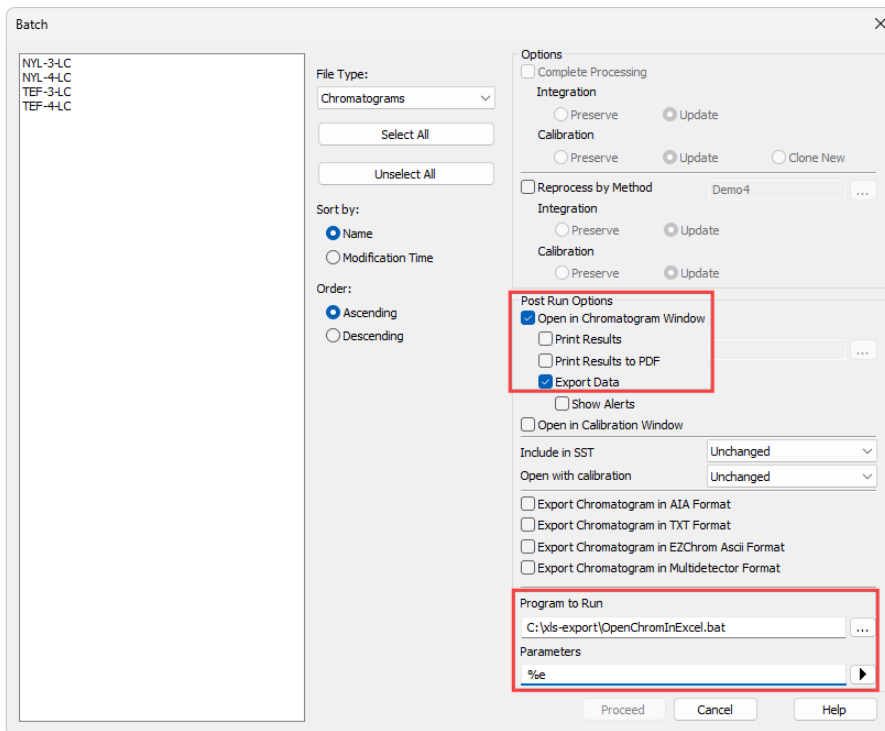 Batch
NYL-3-LC
NYL-4-LC
TEF-3-LC
TEF-4-LC
File Type:
Chromatograms
Select All
Unselect All
Sort by:
Name
Modification Time
Order:
Ascending
Descending
Options
Complete Processing
Integration
Preserve Update
Calibration
Preserve Update Clone New
Reprocess by Method Demo4 ...
Integration
Preserve Update
Calibration
Preserve Update
Post Run Options
Open in Chromatogram Window
Print Results
Print Results to PDF ...
Export Data
Show Alerts
Open in Calibration Window
Include in SST Unchanged
Open with calibration Unchanged
Export Chromatogram in AIA Format
Export Chromatogram in TXT Format
Export Chromatogram in EZChrom Ascii Format
Export Chromatogram in Multidetector Format
Program to Run
C:\xls-export\OpenChromInExcel.bat ...
Parameters
%e
Proceed Cancel Help